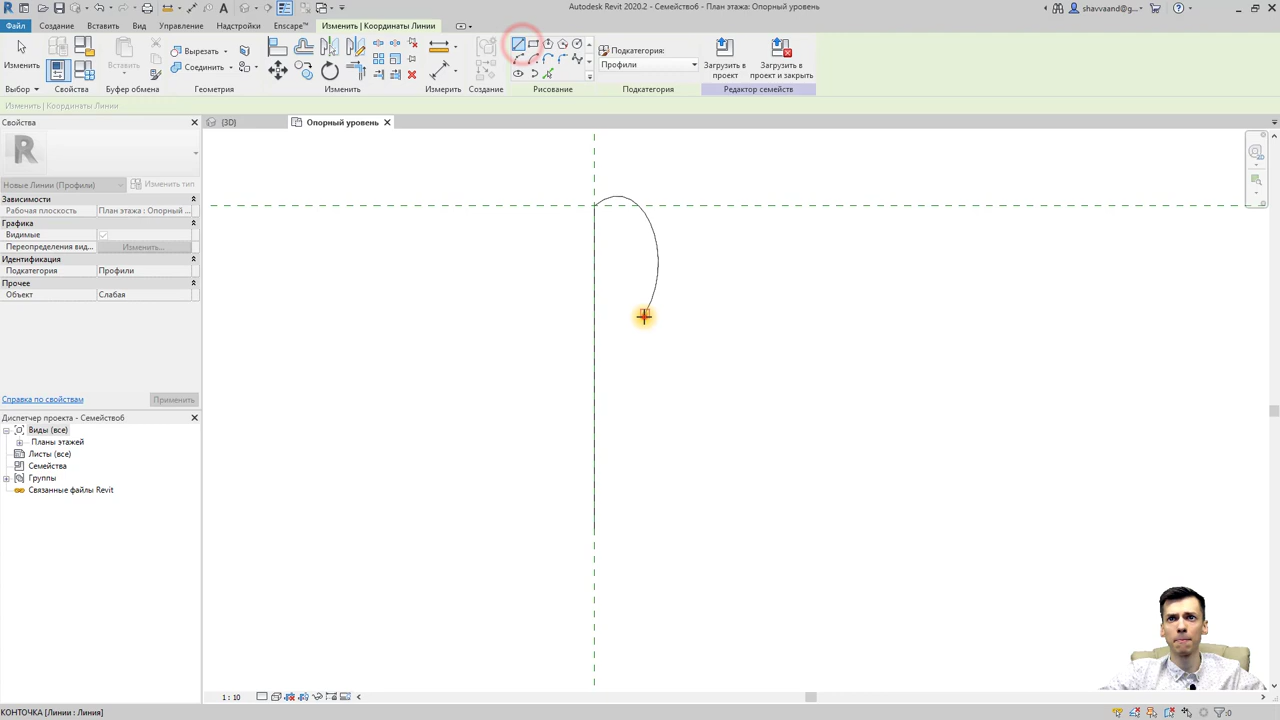 Autodesk Revit 2020.2 - Семейство6 - План этажа: Опорный уровень
shavvaand@g...
Файл Создание Вставить Вид Управление Настройки Enscape™ Изменить | Координаты Линии
Изменить
Вставить
Вырезать
Соединить
Подкатегория:
Профили
Загрузить в проект
Загрузить в проект и закрыть
Выбор Свойства Буфер обмена Геометрия Изменить Измерить Создание Рисование Подкатегория Редактор семейств
Изменить | Координаты Линии
Свойства
{3D}
Опорный уровень
Новые Линии (Профили)
Изменить тип
Зависимости
Рабочая плоскость План этажа : Опорный ...
Графика
Видимые
Переопределения вид... Изменить...
Идентификация
Подкатегория Профили
Прочее
Объект Слабая
Справка по свойствам
Применить
Диспетчер проекта - Семейство6
Виды (все)
Планы этажей
Листы (все)
Семейства
Группы
Связанные файлы Revit
1 : 10
КОНТОЧКА [Линии : Линия]
:0